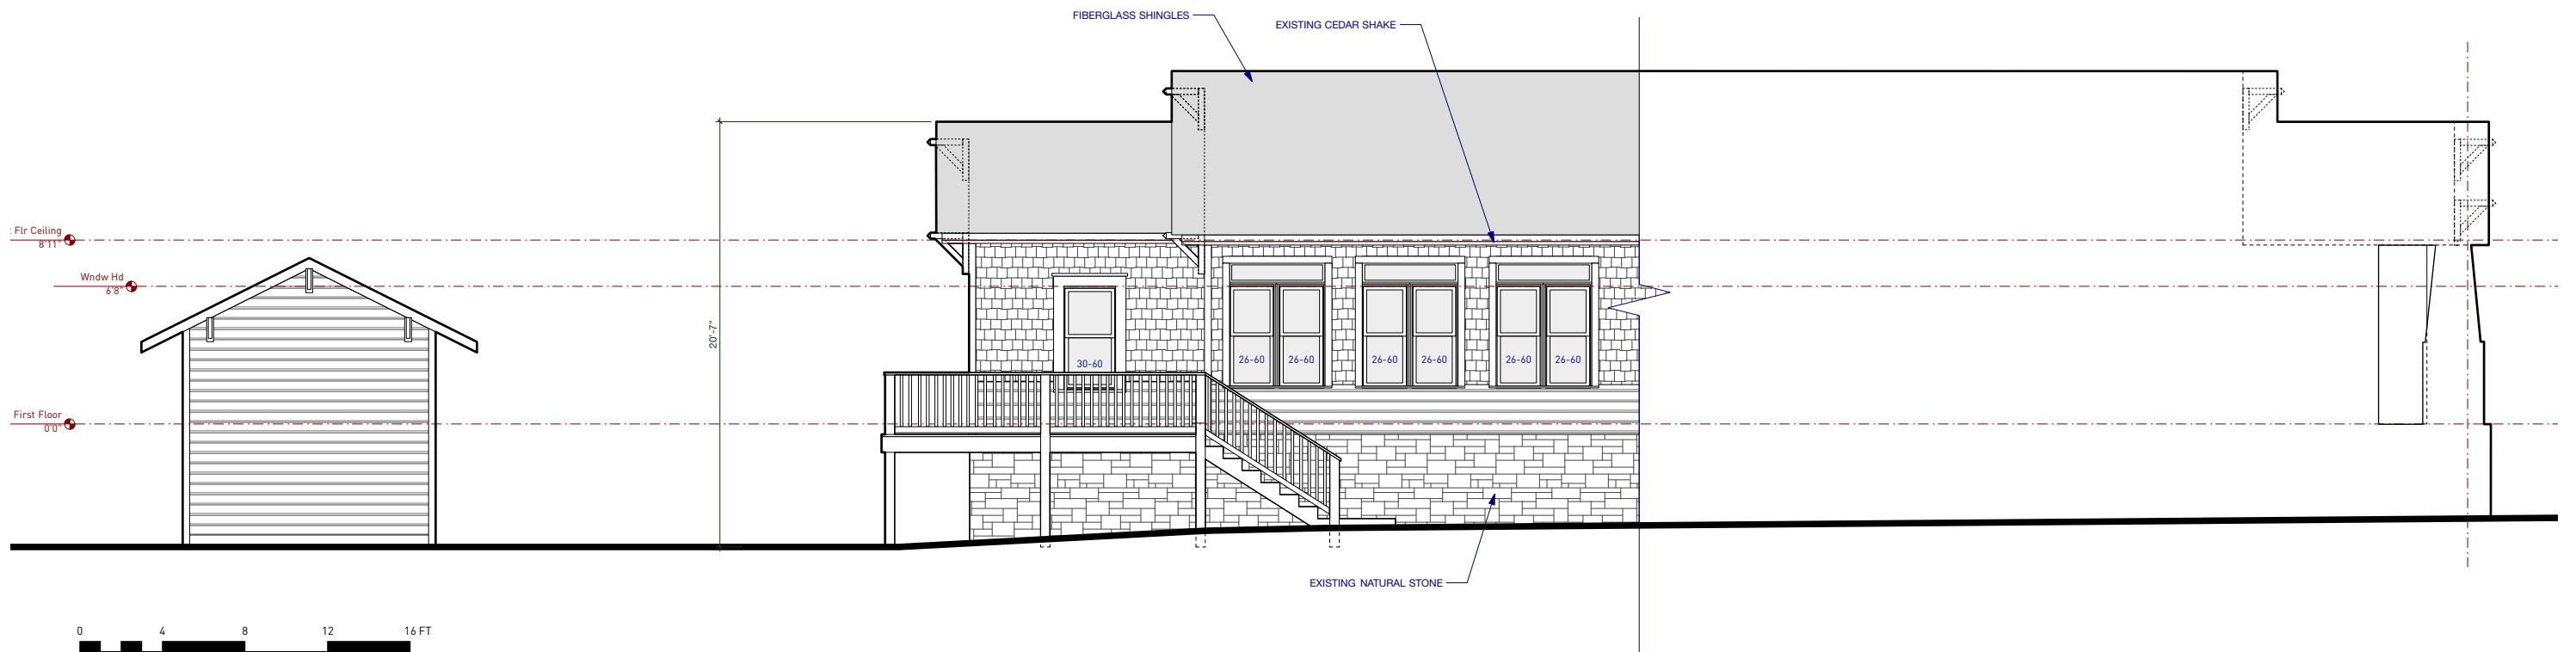 FIBERGLASS SHINGLES
EXISTING CEDAR SHAKE
Flr Ceiling
8'11"
Wndw Hd
6'8"
20'-7"
30-60
26-60 26-60 26-60 26-60 26-60 26-60
First Floor
0'0"
EXISTING NATURAL STONE
0 4 8 12 16 FT